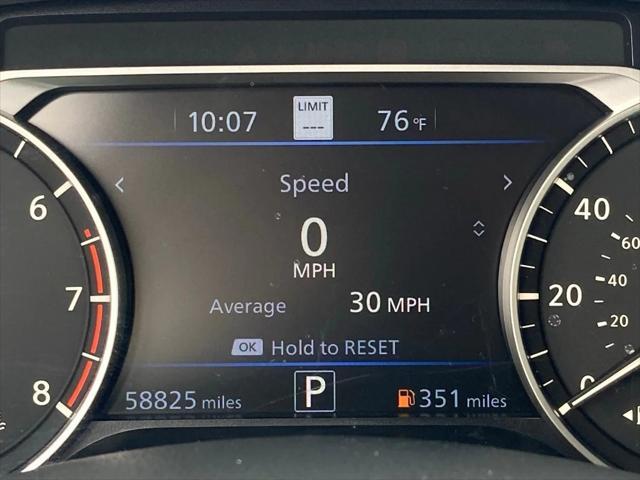 10:07 LIMIT --- 76°F
Speed
0
MPH
Average 30 MPH
OK Hold to RESET
58825 miles P 351 miles
6
7
8
40
20
0
60
40
20